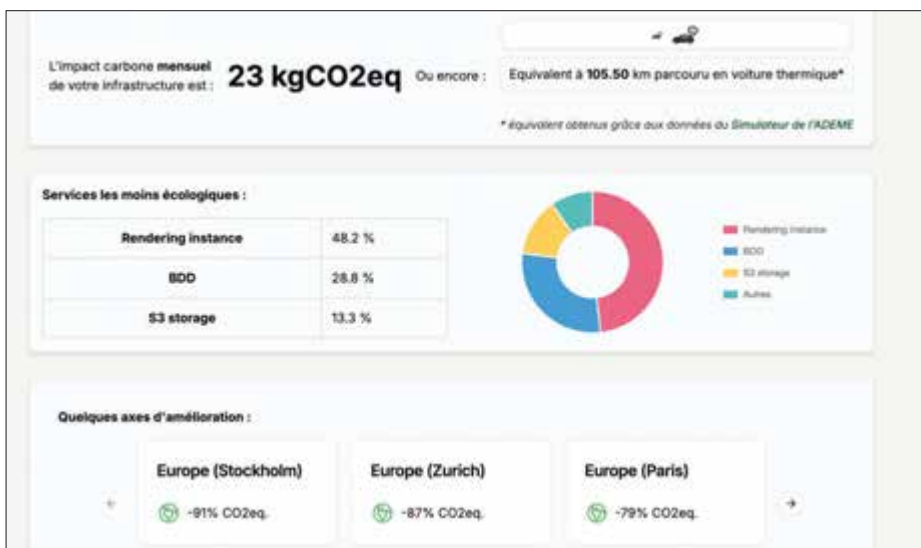 L'impact carbone mensuel
de votre infrastructure est :
23 kgCO2eq
Ou encore :
Equivalent à 105.50 km parcouru en voiture thermique*
* équivalent obtenus grâce aux données du Simulateur de l'ADEME
Services les moins écologiques :
Rendering instance 48.2 %
BDD 28.8 %
S3 storage 13.3 %
Rendering instance
BDD
S3 storage
Autres
Quelques axes d'amélioration :
Europe (Stockholm)
-91% CO2eq.
Europe (Zurich)
-87% CO2eq.
Europe (Paris)
-79% CO2eq.